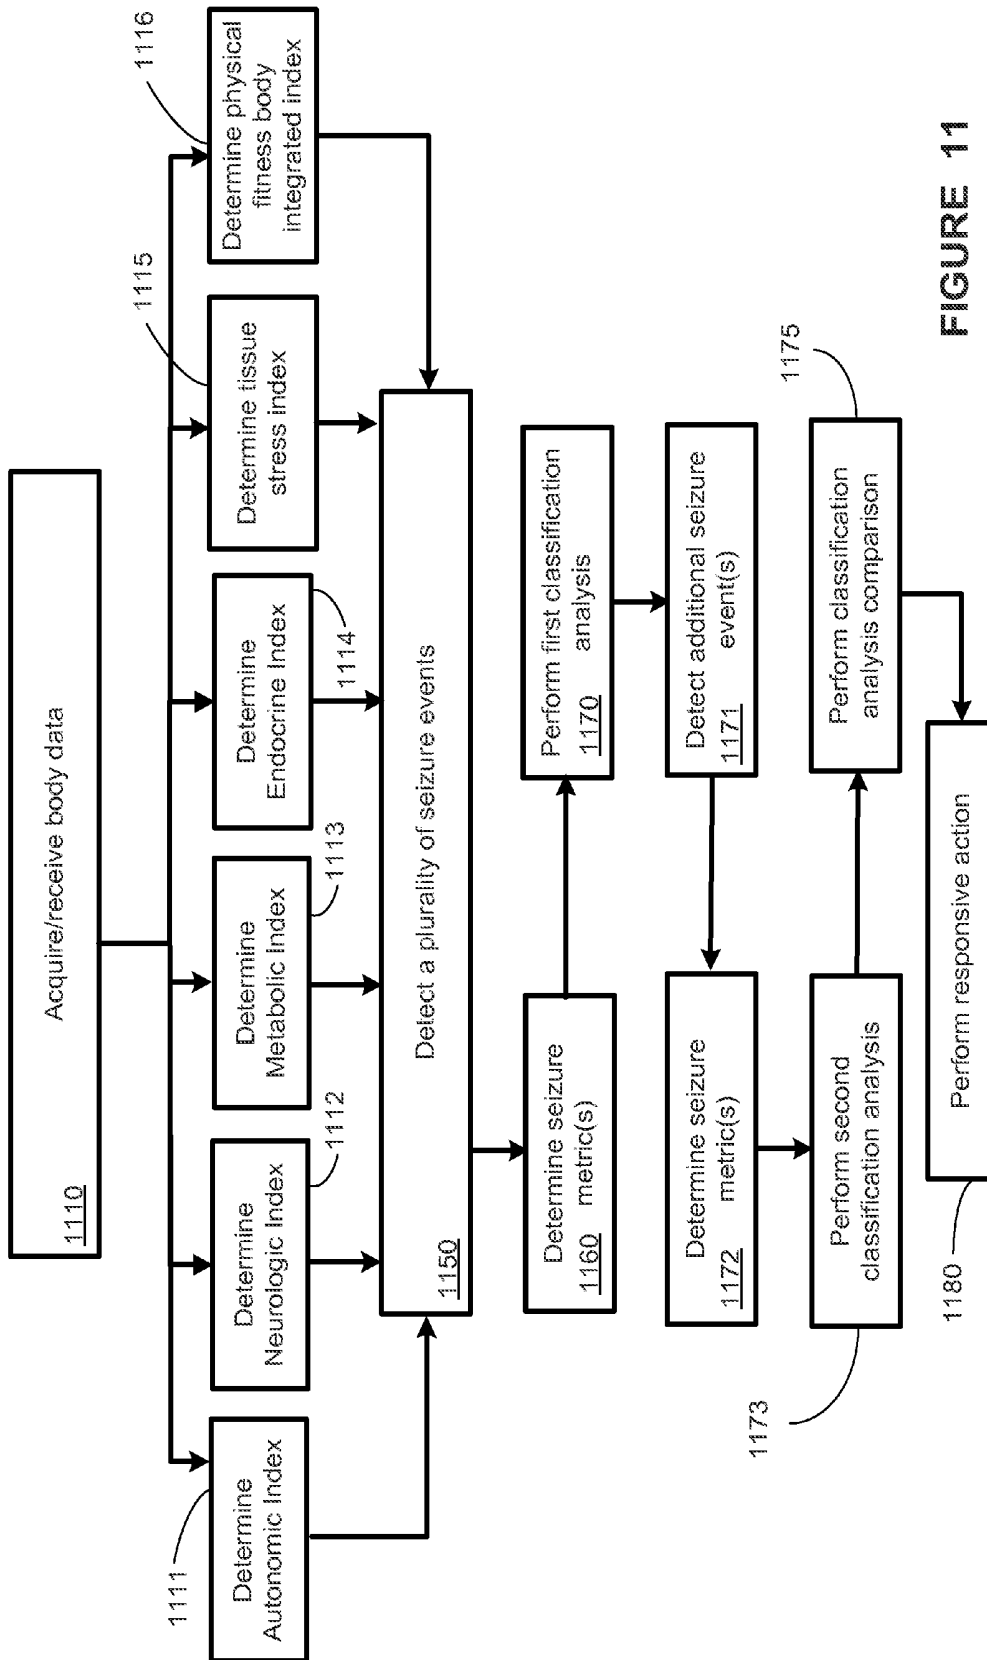 Acquire/receive body data
1110
1111
Determine
Autonomic Index
Determine
Neurologic Index
1112
Determine
Metabolic Index
1113
Determine
Endocrine Index
1114
Determine tissue
stress index
1115
Determine physical
fitness body
integrated index
1116
Detect a plurality of seizure events
1150
Determine seizure
metric(s)
1160
Perform first classification
analysis
1170
Detect additional seizure
event(s)
1171
Determine seizure
metric(s)
1172
Perform second
classification analysis
1173
Perform classification
analysis comparison
1175
Perform responsive action
1180
FIGURE 11